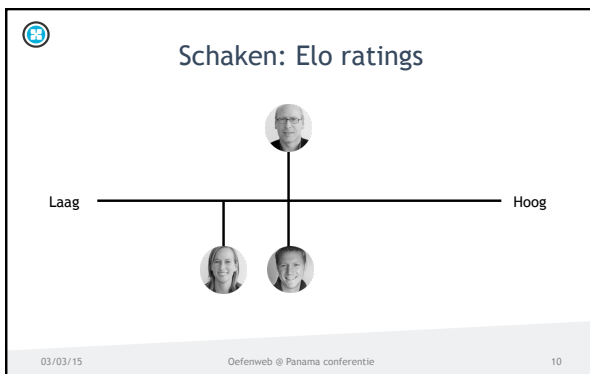 Schaken: Elo ratings
Laag
Hoog
03/03/15
Oefenweb @ Panama conferentie
10